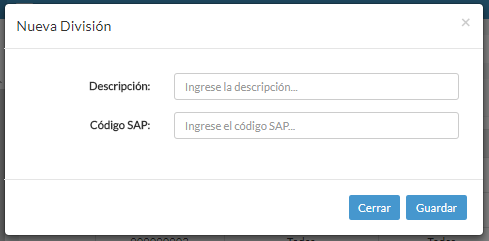 Nueva División
×
Descripción:
Ingrese la descripción...
Código SAP:
Ingrese el código SAP...
Cerrar
Guardar